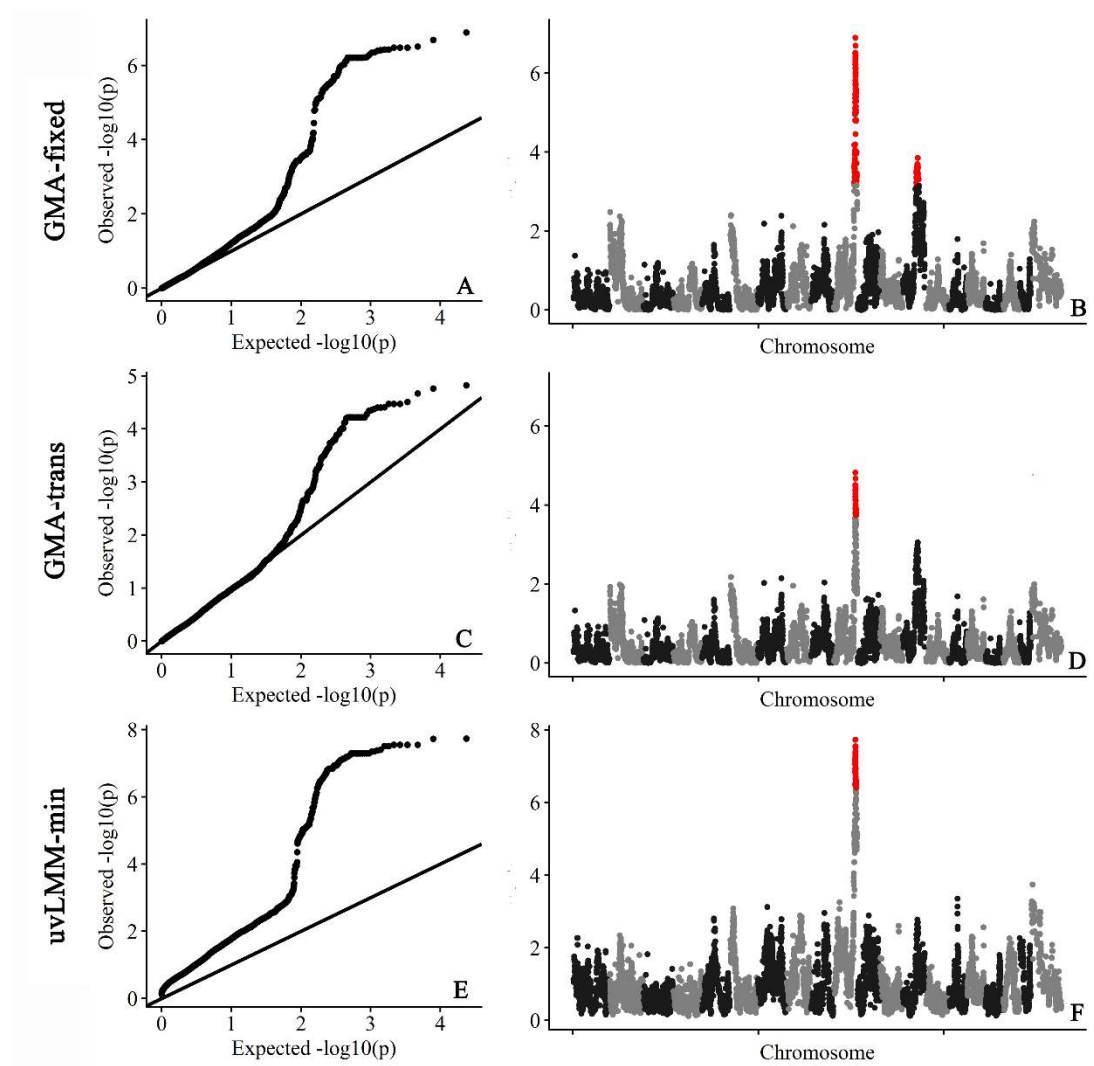 GMA-fixed
Observed -log10(p)
6
4
2
0
0 1 2 3 4
Expected -log10(p)
A
6
4
2
0
Chromosome
B
GMA-trans
Observed -log10(p)
5
4
3
2
1
0
0 1 2 3 4
Expected -log10(p)
C
6
4
2
0
Chromosome
D
uvLMM-min
Observed -log10(p)
8
6
4
2
0
0 1 2 3 4
Expected -log10(p)
E
8
6
4
2
0
Chromosome
F